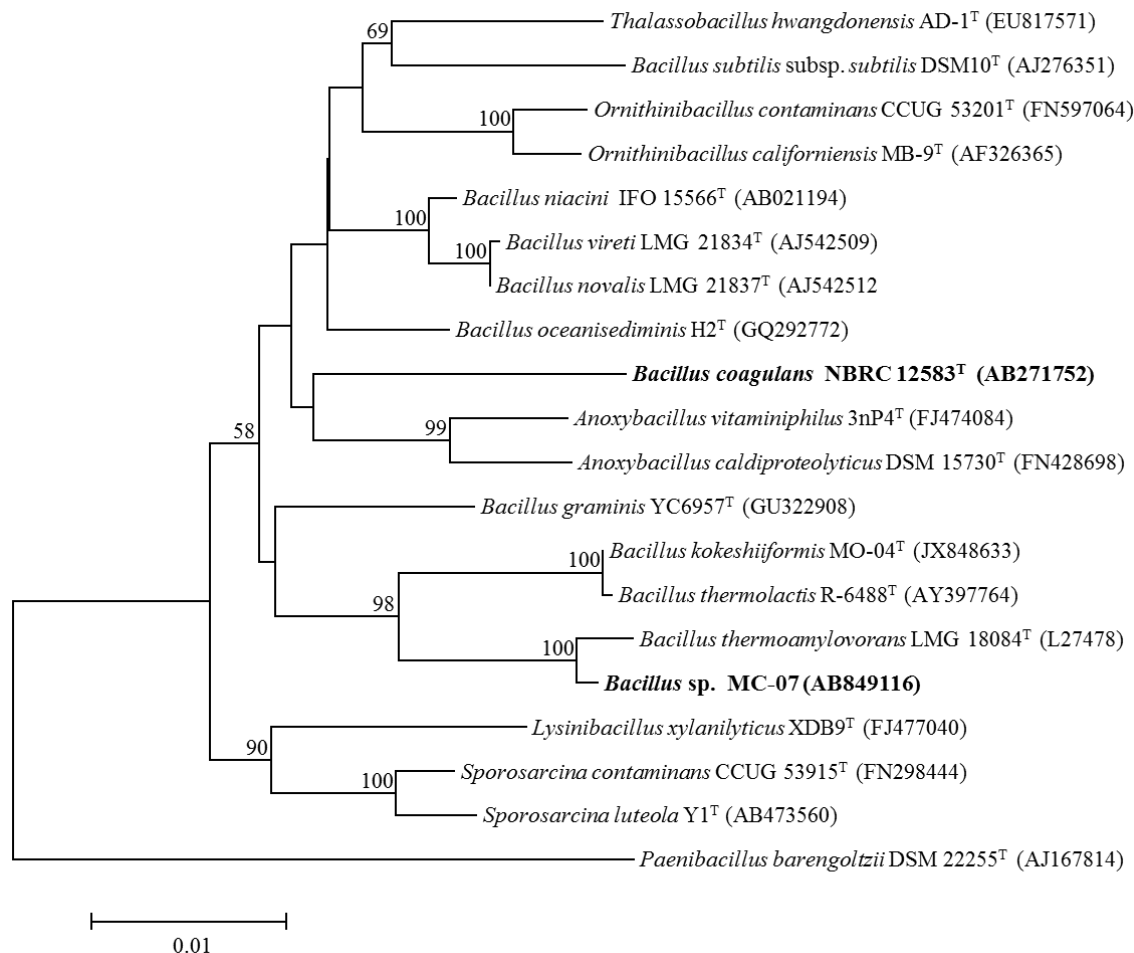 69
Thalassobacillus hwangdonensis AD-1ᵀ (EU817571)
Bacillus subtilis subsp. subtilis DSM10ᵀ (AJ276351)
100
Ornithinibacillus contaminans CCUG 53201ᵀ (FN597064)
Ornithinibacillus californiensis MB-9ᵀ (AF326365)
Bacillus niacini IFO 15566ᵀ (AB021194)
100
Bacillus vireti LMG 21834ᵀ (AJ542509)
100
Bacillus novalis LMG 21837ᵀ (AJ542512
Bacillus oceanisediminis H2ᵀ (GQ292772)
Bacillus coagulans NBRC 12583ᵀ (AB271752)
Anoxybacillus vitaminiphilus 3nP4ᵀ (FJ474084)
58
99
Anoxybacillus caldiproteolyticus DSM 15730ᵀ (FN428698)
Bacillus graminis YC6957ᵀ (GU322908)
Bacillus kokeshiiformis MO-04ᵀ (JX848633)
100
Bacillus thermolactis R-6488ᵀ (AY397764)
98
Bacillus thermoamylovorans LMG 18084ᵀ (L27478)
100
Bacillus sp. MC-07 (AB849116)
Lysinibacillus xylanilyticus XDB9ᵀ (FJ477040)
90
Sporosarcina contaminans CCUG 53915ᵀ (FN298444)
100
Sporosarcina luteola Y1ᵀ (AB473560)
Paenibacillus barengoltzii DSM 22255ᵀ (AJ167814)
0.01